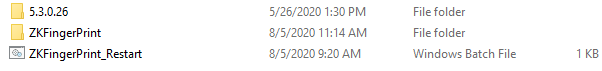 5.3.0.26 5/26/2020 1:30 PM File folder
ZKFingerPrint 8/5/2020 11:14 AM File folder
ZKFingerPrint_Restart 8/5/2020 9:20 AM Windows Batch File 1 KB